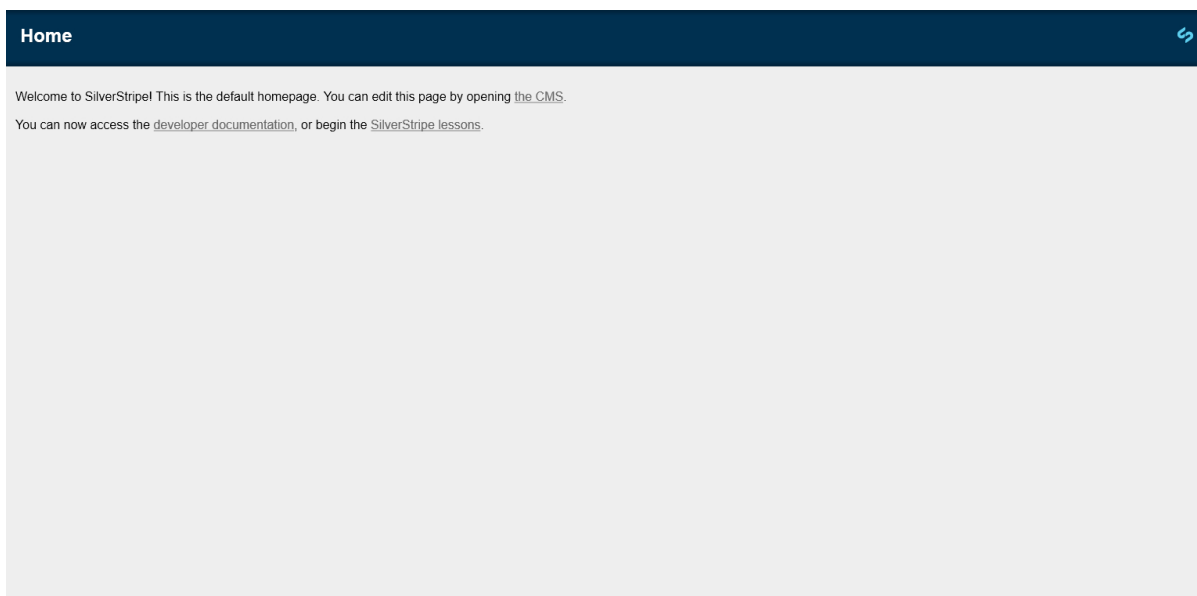 Home
Welcome to SilverStripe! This is the default homepage. You can edit this page by opening the CMS.
You can now access the developer documentation, or begin the SilverStripe lessons.